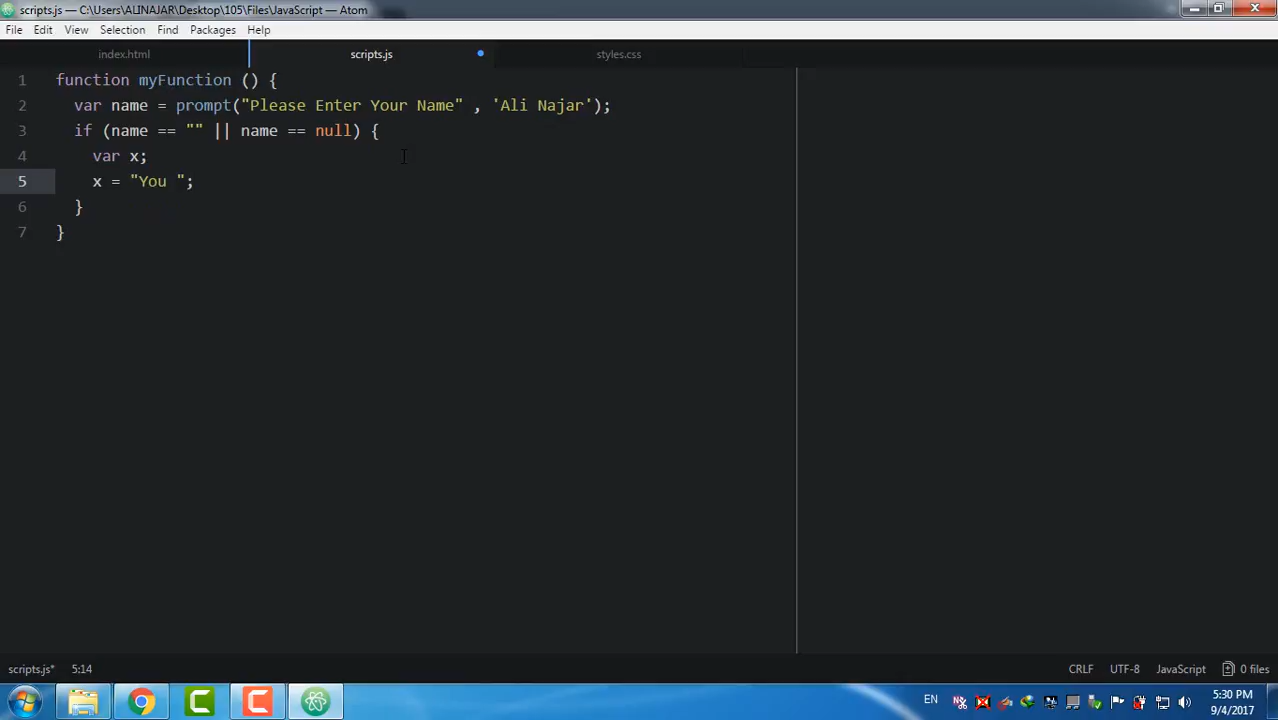 scripts.js — C:\Users\ALINAJAR\Desktop\105\Files\JavaScript — Atom
File Edit View Selection Find Packages Help
index.html scripts.js styles.css
1 function myFunction () {
2 var name = prompt("Please Enter Your Name" , 'Ali Najar');
3 if (name == "" || name == null) {
4 var x;
5 x = "You ";
6 }
7 }
scripts.js* 5:14 CRLF UTF-8 JavaScript 0 files
EN 5:30 PM
9/4/2017